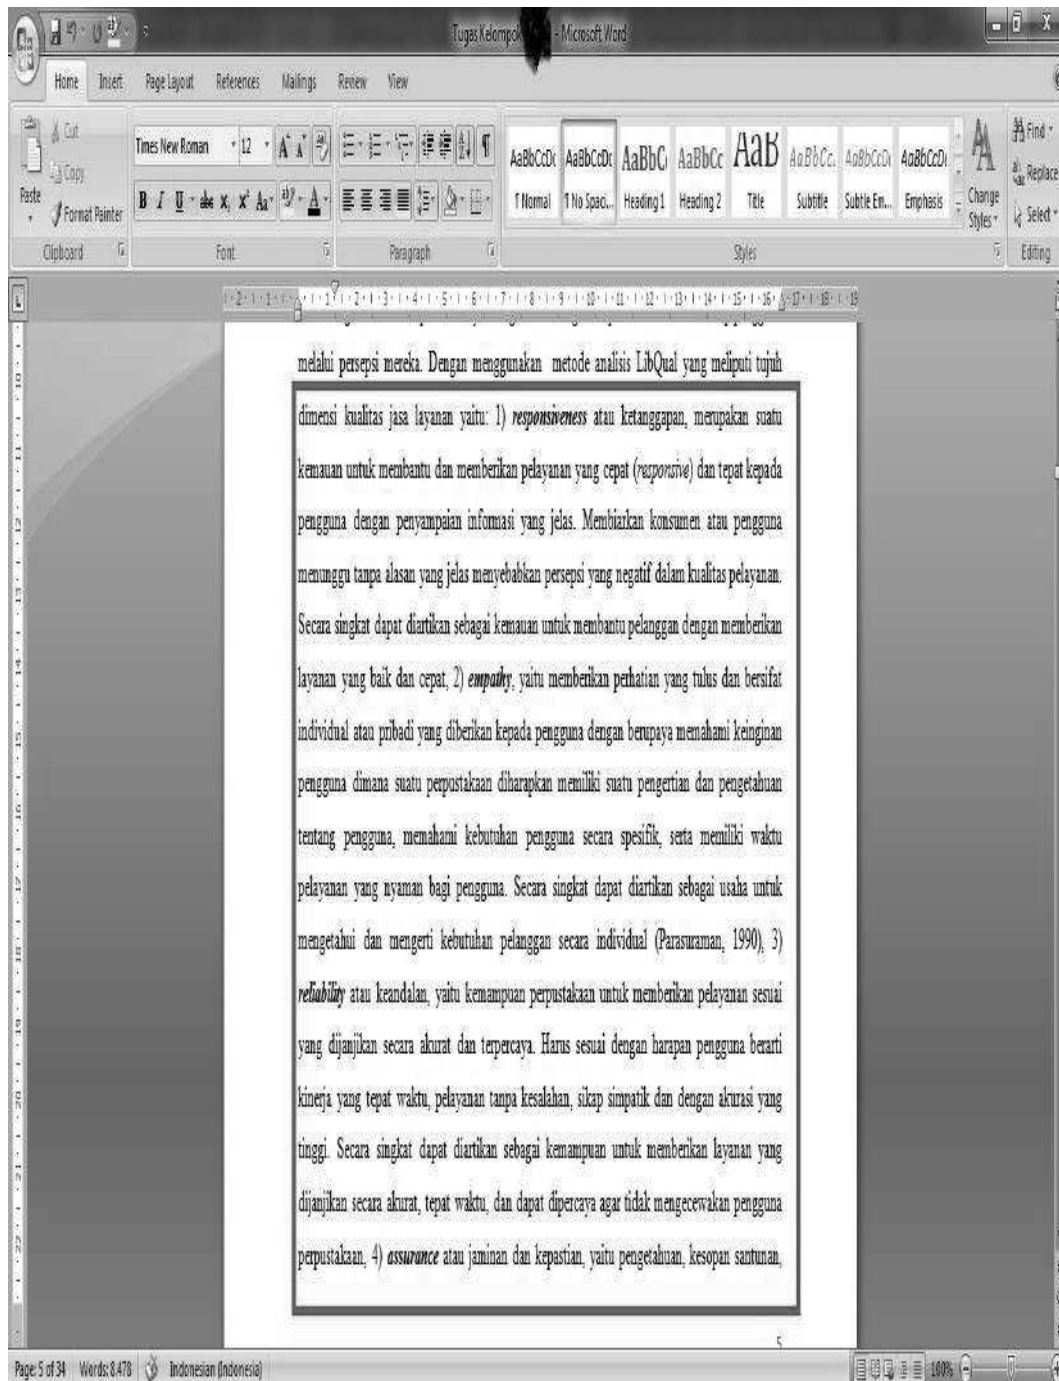 Tugas Kelompok - Microsoft Word
Home Insert Page Layout References Mailings Review View
Cut
Copy
Paste
Format Painter
Clipboard
Times New Roman 12
Font
Paragraph
AaBbCcDc AaBbCcDc AaBbC AaBbCc AaB AaBbCc. AaBbCcDi AaBbCcDi
¶ Normal ¶ No Spaci... Heading 1 Heading 2 Title Subtitle Subtle Em... Emphasis
Change Styles
Styles
Find
Replace
Select
Editing
melalui persepsi mereka. Dengan menggunakan metode analisis LibQual yang meliputi tujuh
dimensi kualitas jasa layanan yaitu: 1) responsiveness atau ketanggapan, merupakan suatu
kemauan untuk membantu dan memberikan pelayanan yang cepat (responsive) dan tepat kepada
pengguna dengan penyampaian informasi yang jelas. Membiarkan konsumen atau pengguna
menunggu tanpa alasan yang jelas menyebabkan persepsi yang negatif dalam kualitas pelayanan.
Secara singkat dapat diartikan sebagai kemauan untuk membantu pelanggan dengan memberikan
layanan yang baik dan cepat, 2) empathy, yaitu memberikan perhatian yang tulus dan bersifat
individual atau pribadi yang diberikan kepada pengguna dengan berupaya memahami keinginan
pengguna dimana suatu perpustakaan diharapkan memiliki suatu pengertian dan pengetahuan
tentang pengguna, memahami kebutuhan pengguna secara spesifik, serta memiliki waktu
pelayanan yang nyaman bagi pengguna. Secara singkat dapat diartikan sebagai usaha untuk
mengetahui dan mengerti kebutuhan pelanggan secara individual (Parasuraman, 1990), 3)
reliability atau keandalan, yaitu kemampuan perpustakaan untuk memberikan pelayanan sesuai
yang dijanjikan secara akurat dan terpercaya. Harus sesuai dengan harapan pengguna berarti
kinerja yang tepat waktu, pelayanan tanpa kesalahan, sikap simpatik dan dengan akurasi yang
tinggi. Secara singkat dapat diartikan sebagai kemampuan untuk memberikan layanan yang
dijanjikan secara akurat, tepat waktu, dan dapat dipercaya agar tidak mengecewakan pengguna
perpustakaan, 4) assurance atau jaminan dan kepastian, yaitu pengetahuan, kesopan santunan,
5
Page: 5 of 34 Words: 8.478 Indonesian (Indonesia) 100%